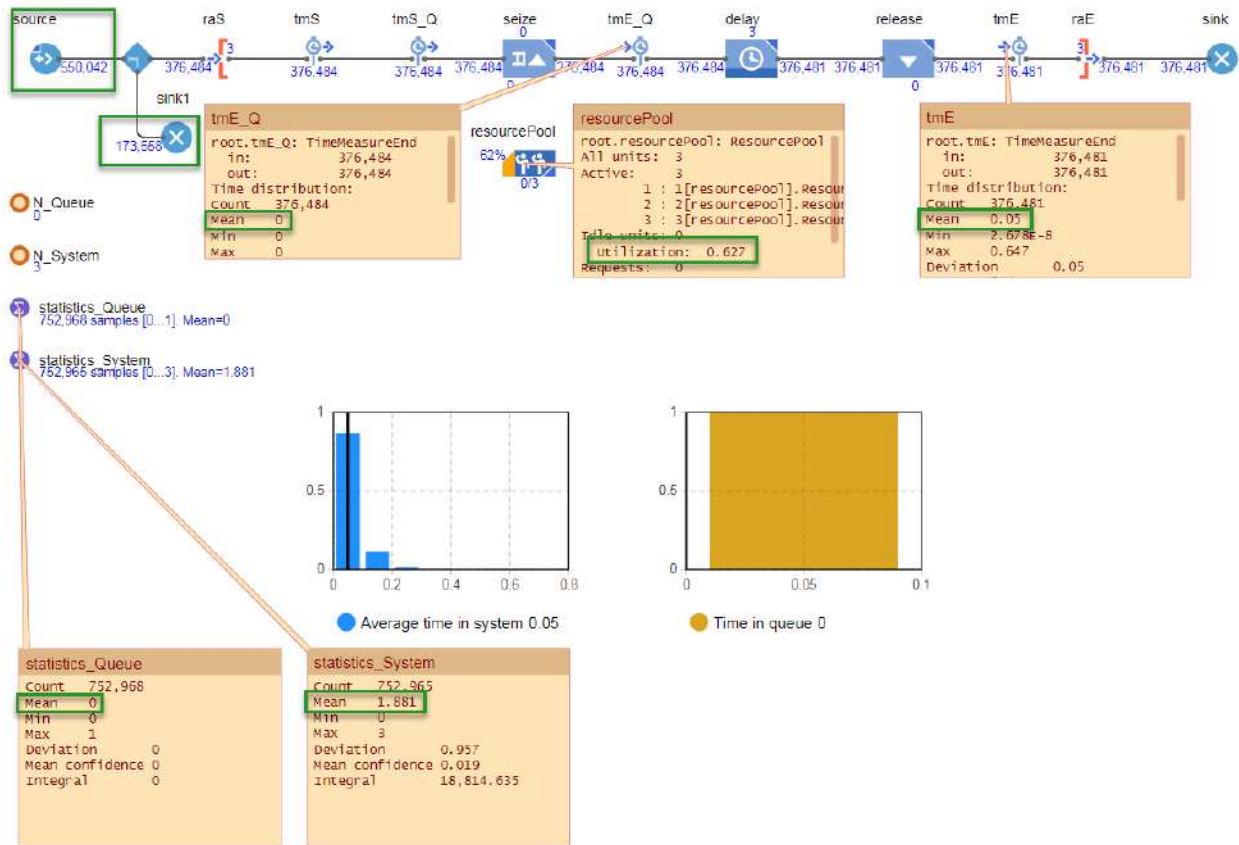 source raS tmS tmS_Q seize tmE_Q delay release tmE raE sink
0 3
3 3
550,042 376,484 376,484 376,484 376,484 376,484 376,484 376,481 376,481 376,481 376,481 376,481 376,481
0 0
sink1
173,558
tmE_Q
root.tmE_Q: TimeMeasureEnd
in: 376,484
out: 376,484
Time distribution:
Count 376,484
Mean 0
Min 0
Max 0
resourcePool
62%
0/3
resourcePool
root.resourcePool: ResourcePool
All units: 3
Active: 3
1 : 1[resourcePool].Resour
2 : 2[resourcePool].Resour
3 : 3[resourcePool].Resour
Idle units: 0
Utilization: 0.627
Requests: 0
tmE
root.tmE: TimeMeasureEnd
in: 376,481
out: 376,481
Time distribution:
Count 376,481
Mean 0.05
Min 2.678E-8
Max 0.647
Deviation 0.05
N_Queue
0
N_System
3
statistics_Queue
752,968 samples [0...1]. Mean=0
statistics_System
752,965 samples [0...3]. Mean=1.881
1
0.5
0
0 0.2 0.4 0.6 0.8
Average time in system 0.05
1
0.5
0
0 0.05 0.1
Time in queue 0
statistics_Queue
Count 752,968
Mean 0
Min 0
Max 1
Deviation 0
Mean confidence 0
Integral 0
statistics_System
Count 752,965
Mean 1.881
Min 0
Max 3
Deviation 0.957
Mean confidence 0.019
Integral 18,814.635